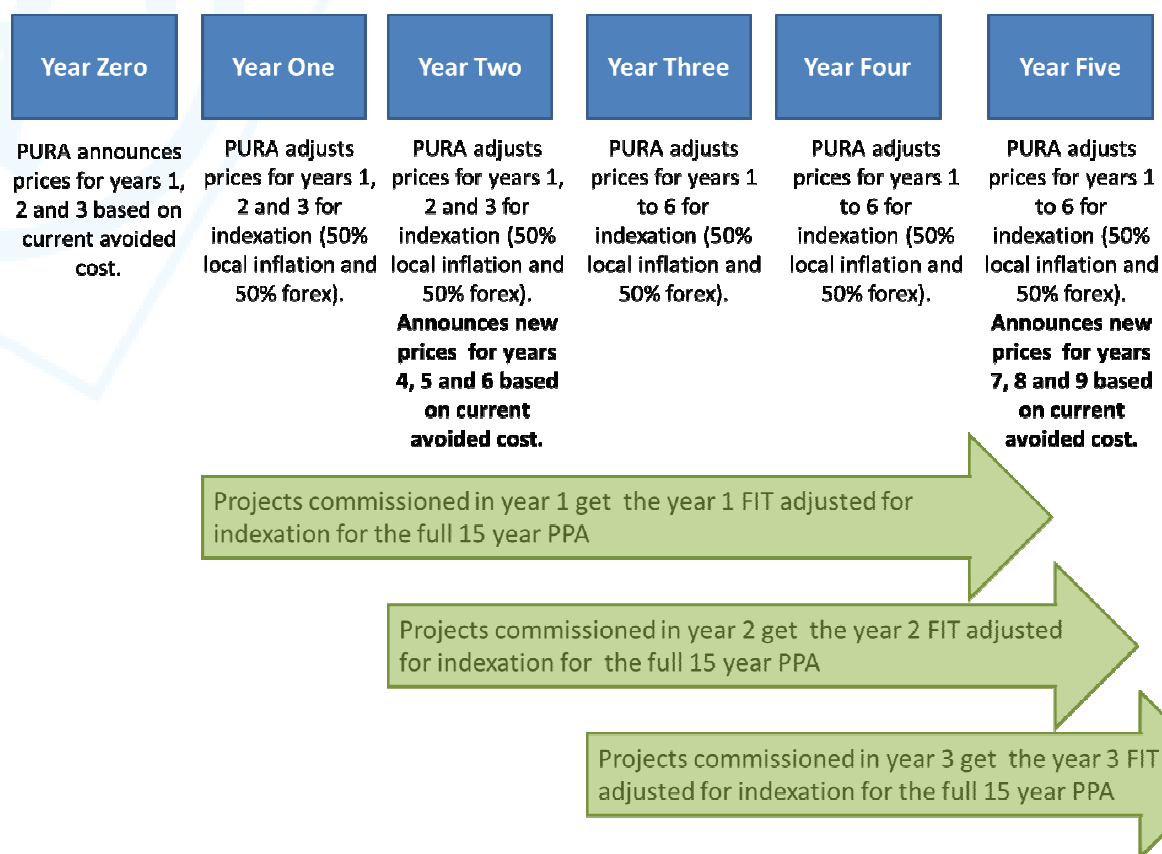 Year Zero
PURA announces
prices for years 1,
2 and 3 based on
current avoided
cost.
Year One
PURA adjusts
prices for years 1,
2 and 3 for
indexation (50%
local inflation and
50% forex).
Year Two
PURA adjusts
prices for years 1,
2 and 3 for
indexation (50%
local inflation and
50% forex).
Announces new
prices for years
4, 5 and 6 based
on current
avoided cost.
Year Three
PURA adjusts
prices for years 1
to 6 for
indexation (50%
local inflation and
50% forex).
Year Four
PURA adjusts
prices for years 1
to 6 for
indexation (50%
local inflation and
50% forex).
Year Five
PURA adjusts
prices for years 1
to 6 for
indexation (50%
local inflation and
50% forex).
Announces new
prices for years
7, 8 and 9 based
on current
avoided cost.
Projects commissioned in year 1 get the year 1 FIT adjusted for
indexation for the full 15 year PPA
Projects commissioned in year 2 get the year 2 FIT adjusted
for indexation for the full 15 year PPA
Projects commissioned in year 3 get the year 3 FIT
adjusted for indexation for the full 15 year PPA